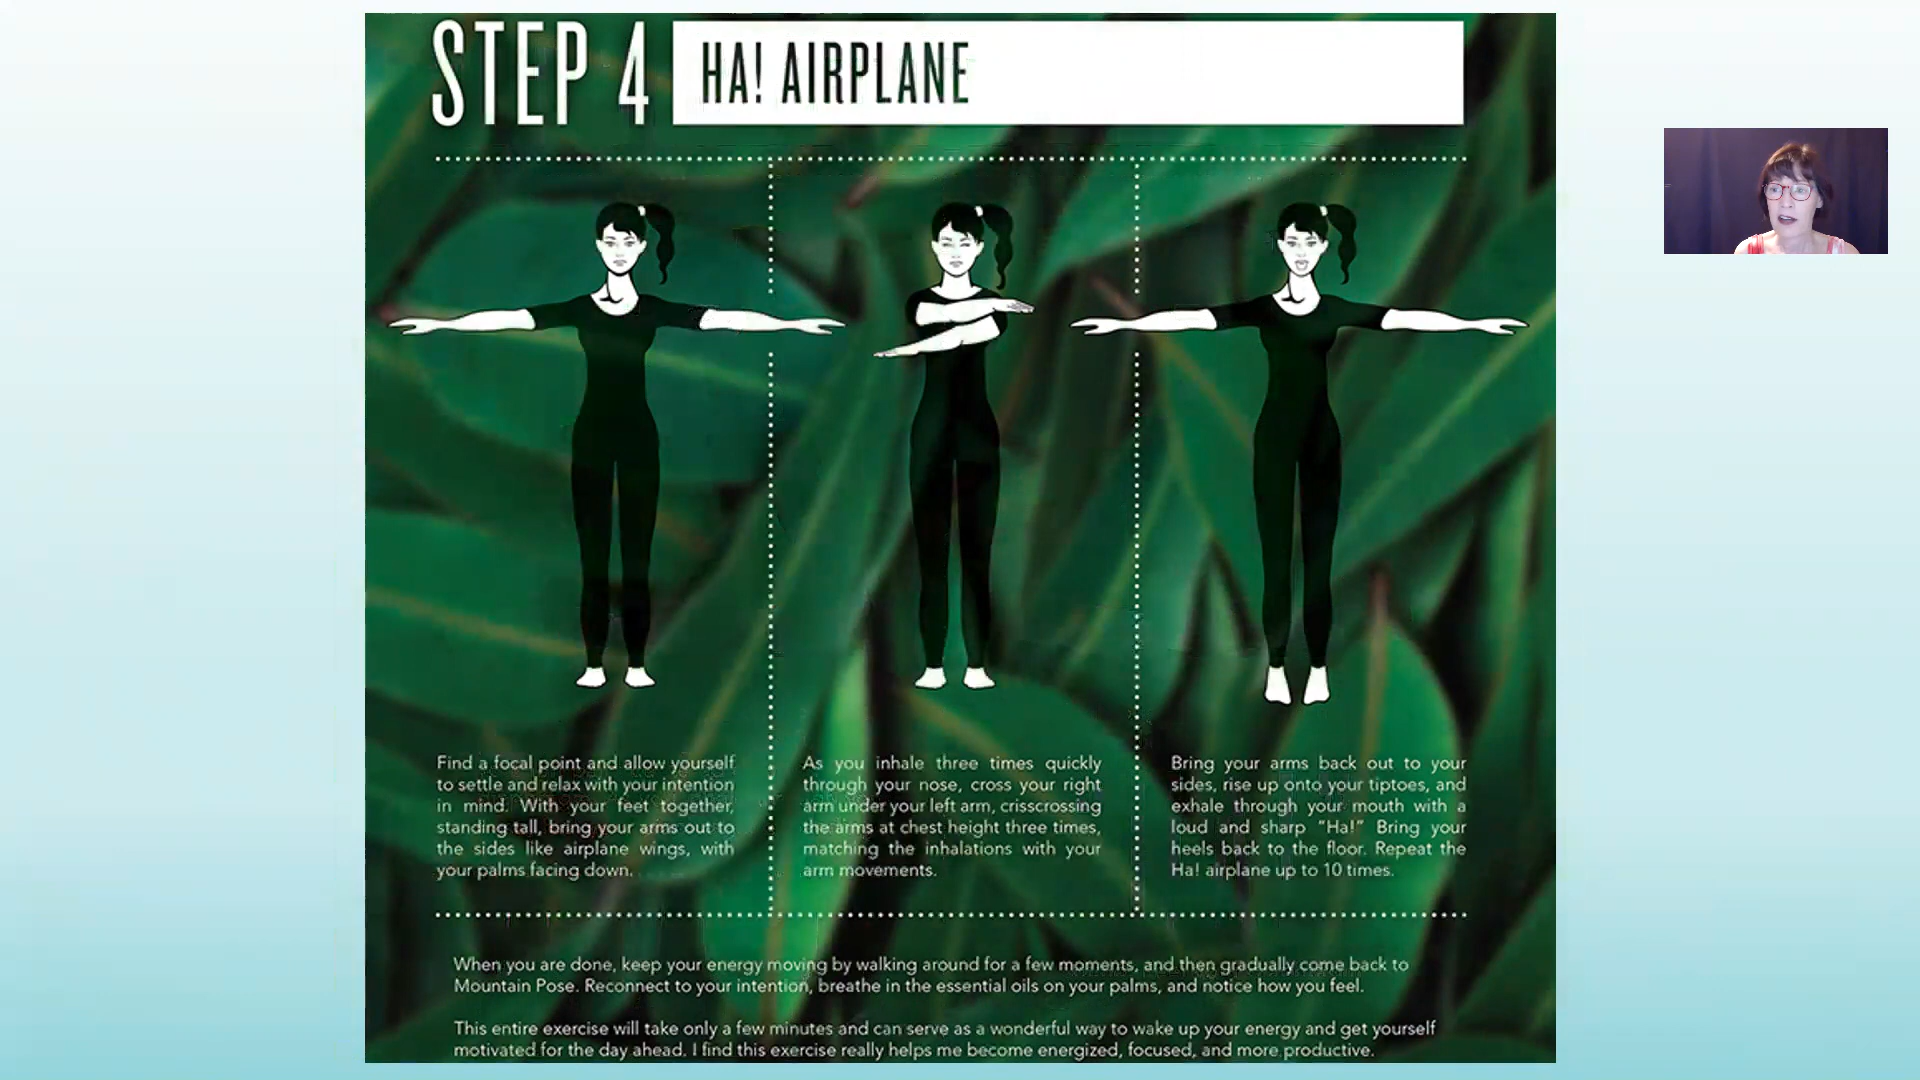 STEP 4
HA! AIRPLANE
Find a focal point and allow yourself
to settle and relax with your intention
in mind. With your feet together,
standing tall, bring your arms out to
the sides like airplane wings, with
your palms facing down.
As you inhale three times quickly
through your nose, cross your right
arm under your left arm, crisscrossing
the arms at chest height three times,
matching the inhalations with your
arm movements.
Bring your arms back out to your
sides, rise up onto your tiptoes, and
exhale through your mouth with a
loud and sharp “Ha!” Bring your
heels back to the floor. Repeat the
Ha! airplane up to 10 times.
When you are done, keep your energy moving by walking around for a few moments, and then gradually come back to
Mountain Pose. Reconnect to your intention, breathe in the essential oils on your palms, and notice how you feel.
This entire exercise will take only a few minutes and can serve as a wonderful way to wake up your energy and get yourself
motivated for the day ahead. I find this exercise really helps me become energized, focused, and more productive.